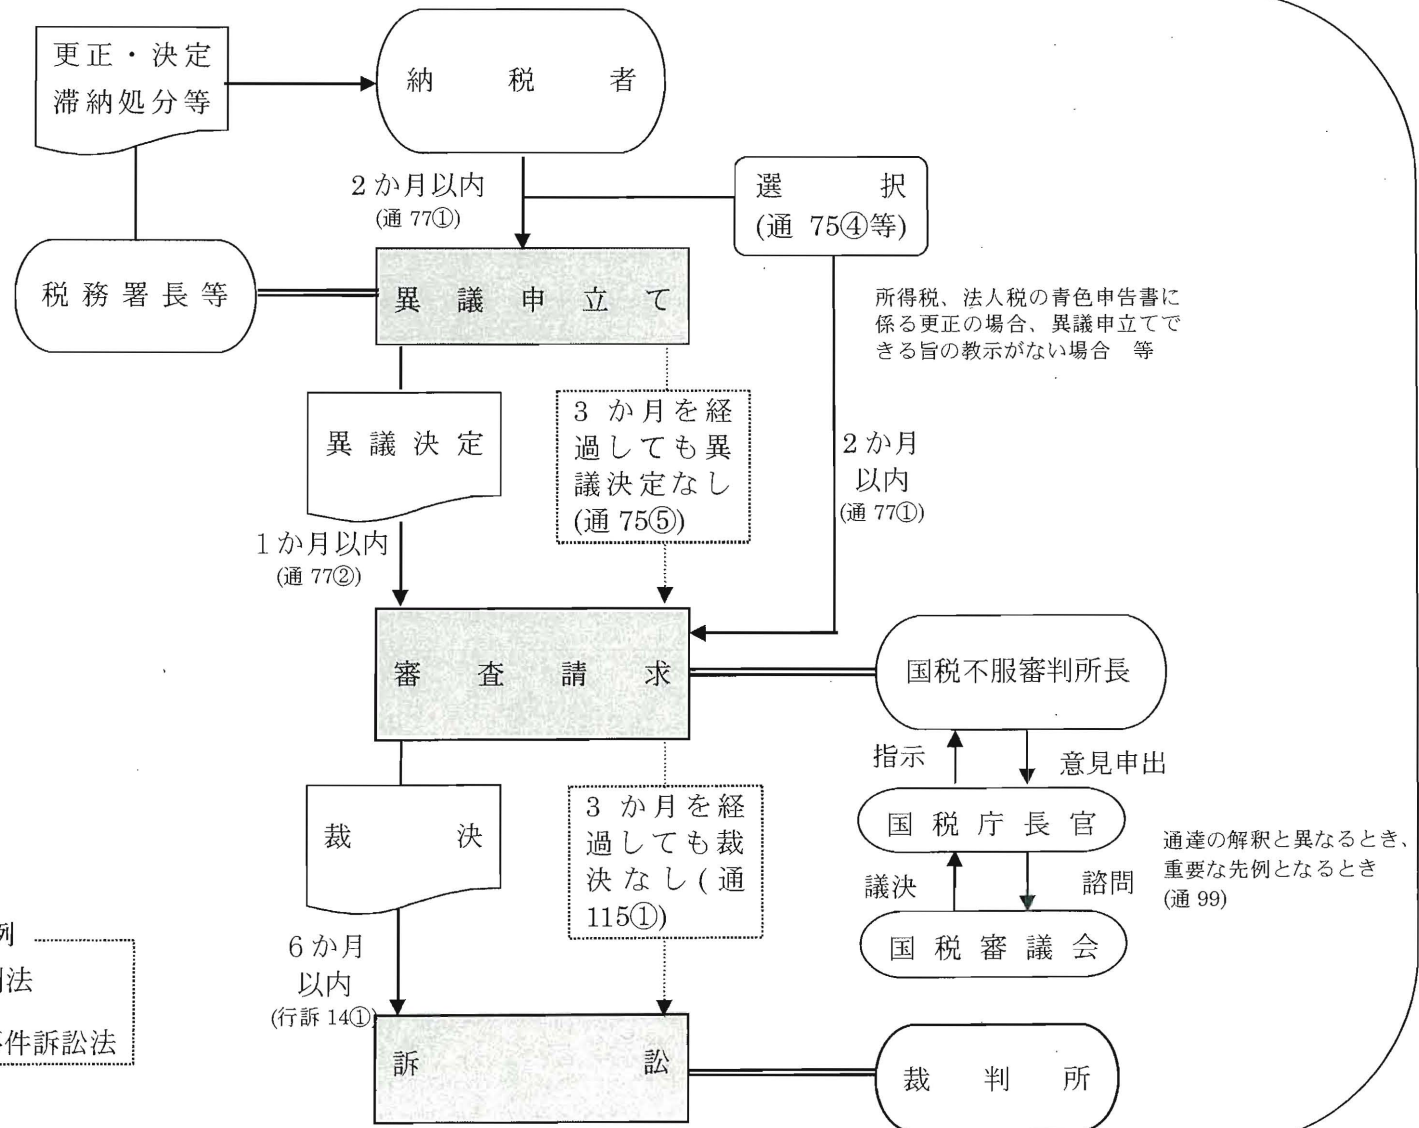 更正・決定
滞納処分等
納税者
2か月以内
(通 77①)
選択
(通 75④等)
税務署長等
異議申立て
所得税、法人税の青色申告書に
係る更正の場合、異議申立てで
きる旨の教示がない場合　等
異議決定
3 か月を経
過しても異
議決定なし
(通 75⑤)
2か月
以内
(通 77①)
1か月以内
(通 77②)
審査請求
国税不服審判所長
指示
意見申出
裁決
3 か月を経
過しても裁
決なし(通
115①)
国税庁長官
通達の解釈と異なるとき、
重要な先例となるとき
(通 99)
議決
諮問
国税審議会
6か月
以内
(行訴 14①)
例
法
件訴訟法
訴訟
裁判所